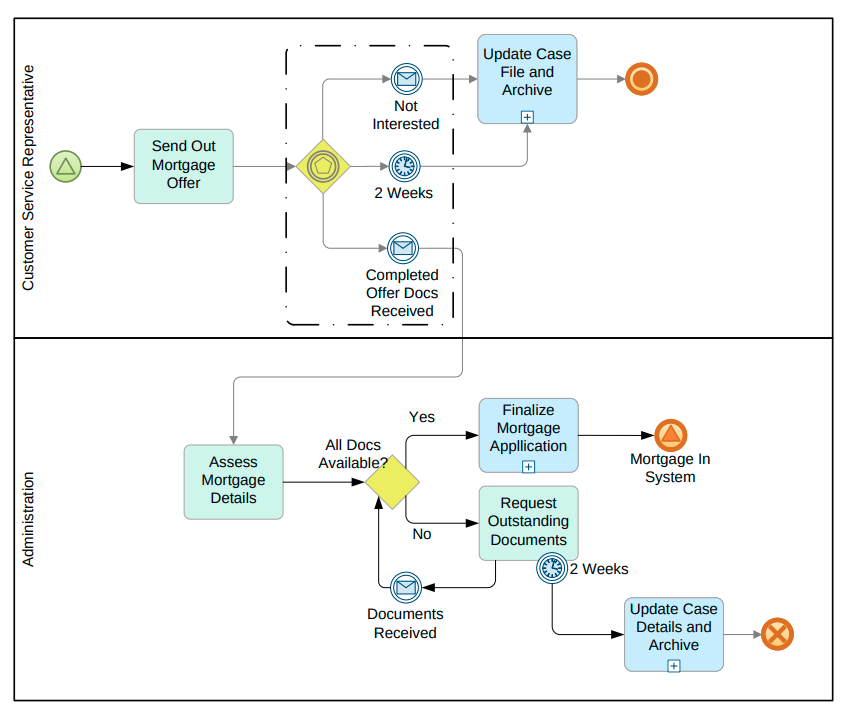 Customer Service Representative
Send Out
Mortgage
Offer
Not
Interested
2 Weeks
Completed
Offer Docs
Received
Update Case
File and
Archive
Administration
Assess
Mortgage
Details
All Docs
Available?
Yes
No
Finalize
Mortgage
Appllication
Mortgage In
System
Request
Outstanding
Documents
2 Weeks
Documents
Received
Update Case
Details and
Archive